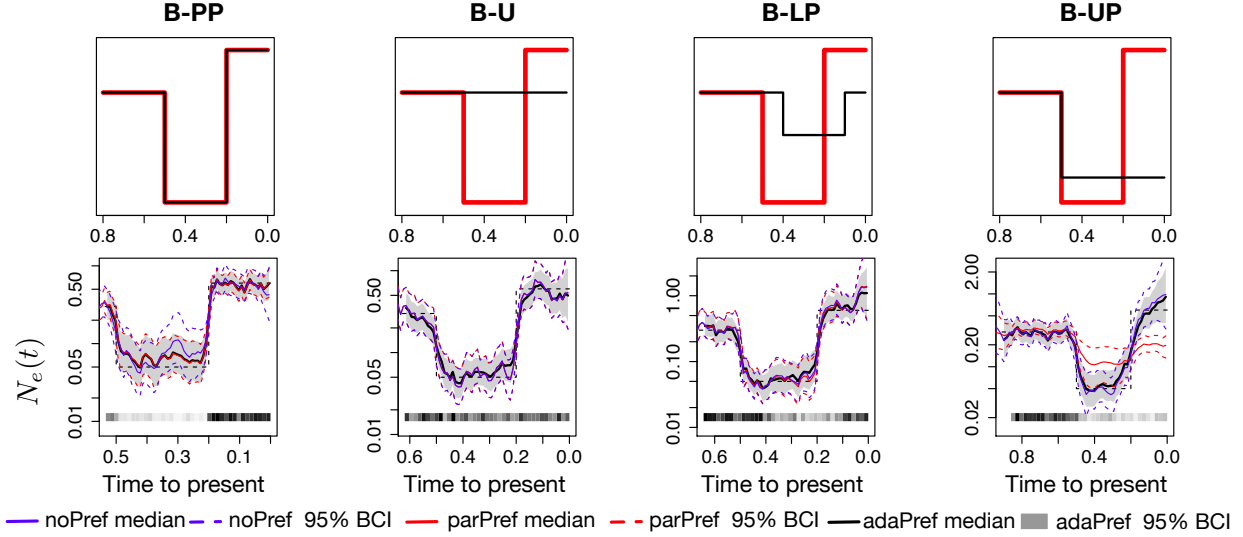 B-PP B-U B-LP B-UP
0.8 0.4 0.0 0.8 0.4 0.0 0.8 0.4 0.0 0.8 0.4 0.0
N_e(t)
0.50 0.05 0.01
0.50 0.05 0.01
1.00 0.10 0.01
2.00 0.20 0.02
0.5 0.3 0.1 0.6 0.4 0.2 0.0 0.6 0.4 0.2 0.0 0.8 0.4 0.0
Time to present Time to present Time to present Time to present
noPref median noPref 95% BCI parPref median parPref 95% BCI adaPref median adaPref 95% BCI